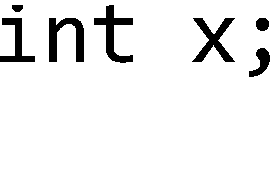 int x;